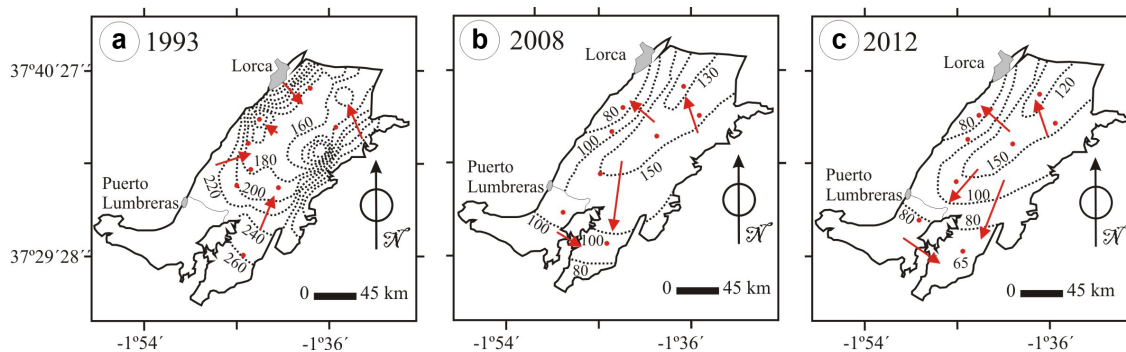 a 1993
37º40´27´´
Lorca
160
180
220
200
Puerto
Lumbreras
240
260
37º29´28´´
N
0 45 km
-1º54´ -1º36´
b 2008
Lorca
130
80
100
150
Puerto
Lumbreras
100
100
80
N
0 45 km
-1º54´ -1º36´
c 2012
Lorca
120
80
150
Puerto
Lumbreras
100
80
80
65
N
0 45 km
-1º54´ -1º36´